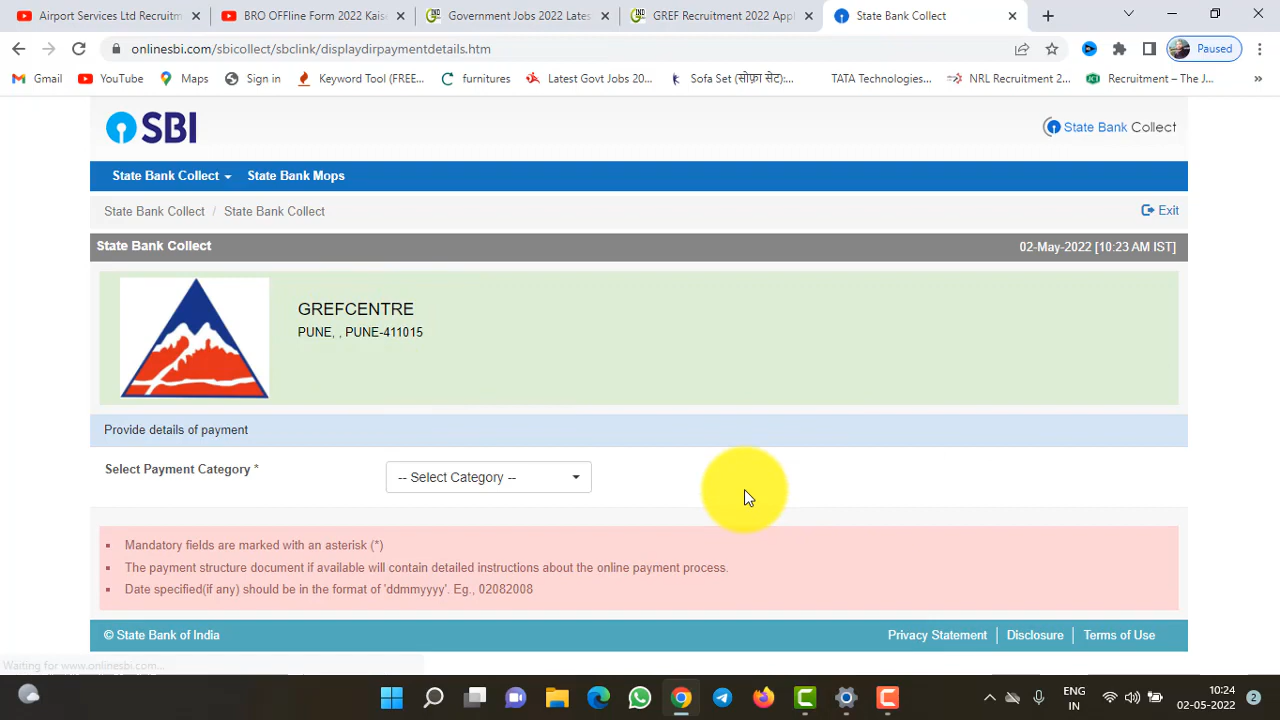 Airport Services Ltd Recruitm
BRO OFFline Form 2022 Kaise
Government Jobs 2022 Lates
GREF Recruitment 2022 Appl
State Bank Collect
onlinesbi.com/sbicollect/sbclink/displaydirpaymentdetails.htm
Paused
Gmail
YouTube
Maps
Sign in
Keyword Tool (FREE...
furnitures
Latest Govt Jobs 20...
Sofa Set (सोफ़ा सेट):...
TATA Technologies...
NRL Recruitment 2...
Recruitment – The J...
SBI
State Bank Collect
State Bank Collect
State Bank Mops
State Bank Collect / State Bank Collect
Exit
State Bank Collect
02-May-2022 [10:23 AM IST]
GREFCENTRE
PUNE, , PUNE-411015
Provide details of payment
Select Payment Category *
-- Select Category --
Mandatory fields are marked with an asterisk (*)
The payment structure document if available will contain detailed instructions about the online payment process.
Date specified(if any) should be in the format of 'ddmmyyyy'. Eg., 02082008
© State Bank of India
Privacy Statement
Disclosure
Terms of Use
Waiting for www.onlinesbi.com...
ENG
IN
10:24
02-05-2022
2